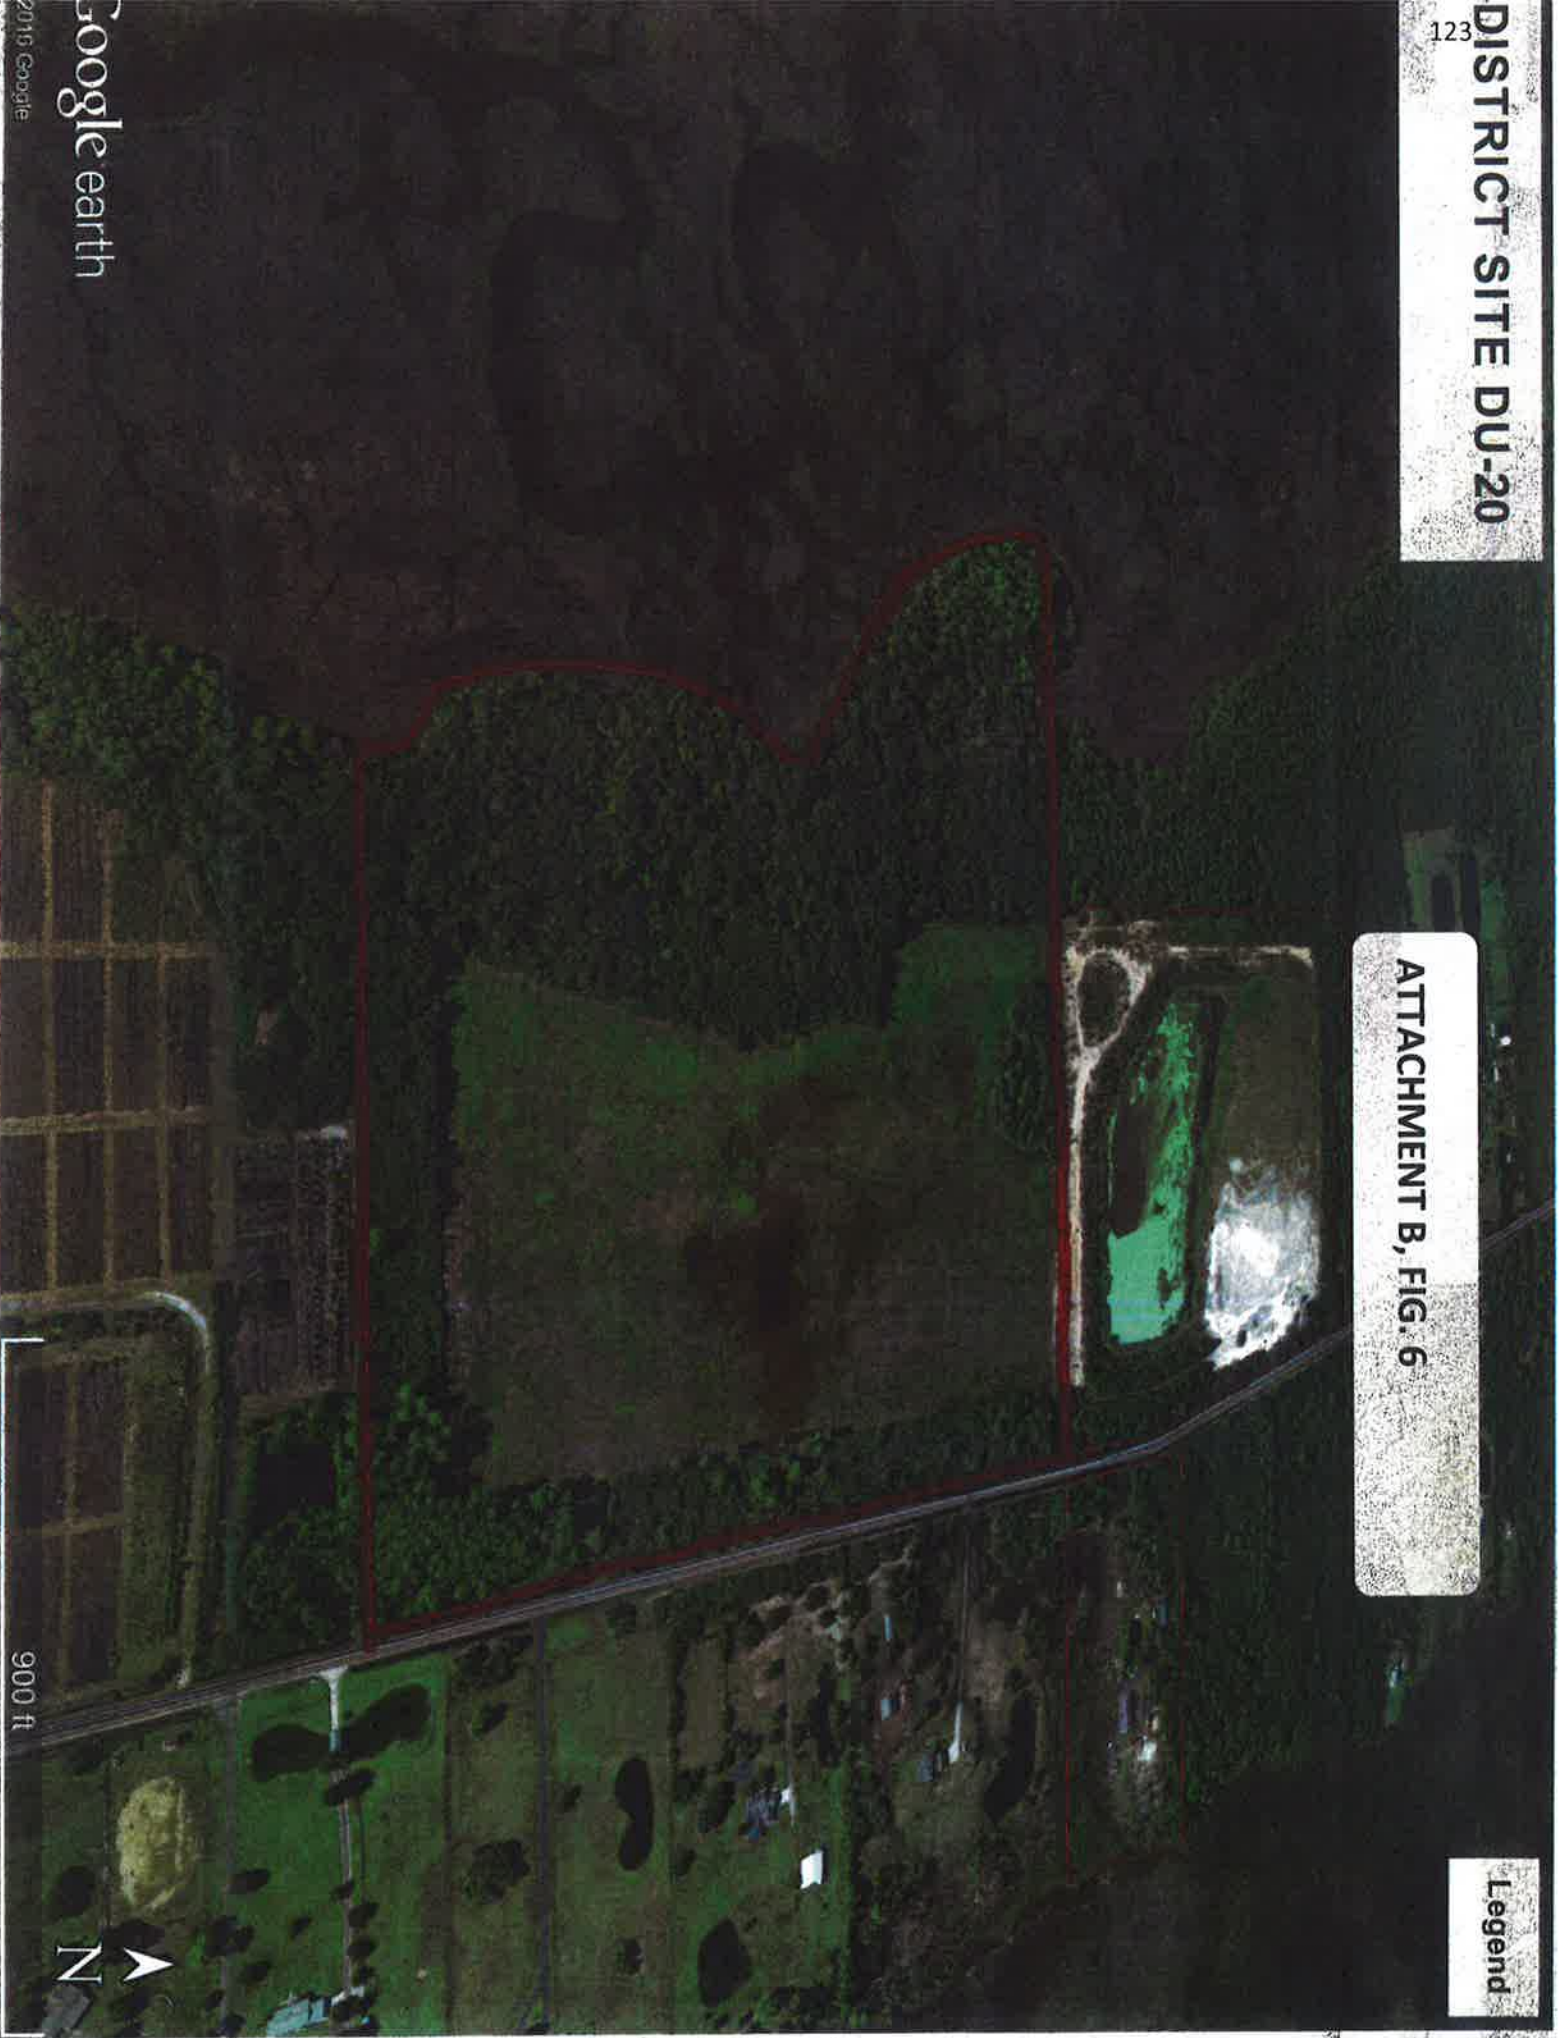 123
DISTRICT SITE DU-20
Legend
ATTACHMENT B, FIG. 6
Google earth
2016 Google
900 ft
N